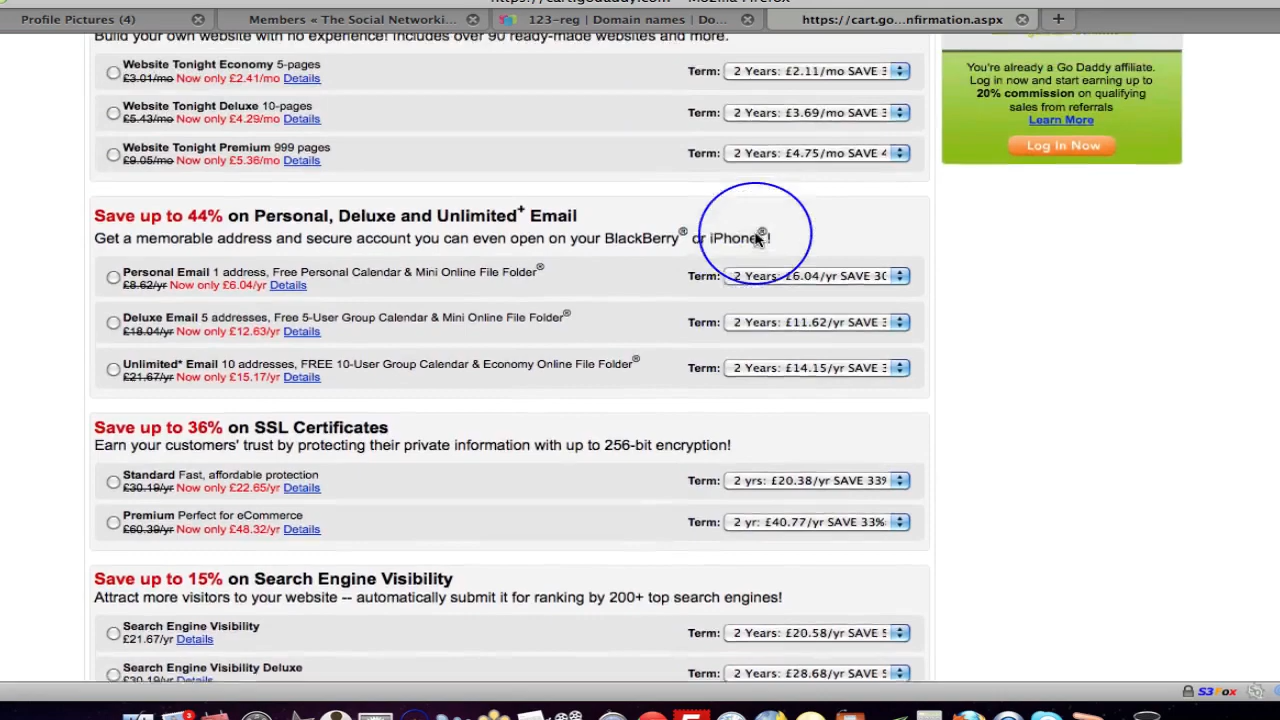 Profile Pictures (4)
Members « The Social Networki...
123-reg | Domain names | Do...
https://cart.go...nfirmation.aspx
Build your own website with no experience! Includes over 90 ready-made websites and more.
Website Tonight Economy 5-pages
£3.01/mo Now only £2.41/mo Details
Term: 2 Years: £2.11/mo SAVE 3
Website Tonight Deluxe 10-pages
£5.43/mo Now only £4.29/mo Details
Term: 2 Years: £3.69/mo SAVE 3
Website Tonight Premium 999 pages
£9.05/mo Now only £5.36/mo Details
Term: 2 Years: £4.75/mo SAVE 4
Save up to 44% on Personal, Deluxe and Unlimited+ Email
Get a memorable address and secure account you can even open on your BlackBerry® or iPhone®!
Personal Email 1 address, Free Personal Calendar & Mini Online File Folder®
£8.62/yr Now only £6.04/yr Details
Term: 2 Years: £6.04/yr SAVE 30
Deluxe Email 5 addresses, Free 5-User Group Calendar & Mini Online File Folder®
£18.04/yr Now only £12.63/yr Details
Term: 2 Years: £11.62/yr SAVE 3
Unlimited* Email 10 addresses, FREE 10-User Group Calendar & Economy Online File Folder®
£21.67/yr Now only £15.17/yr Details
Term: 2 Years: £14.15/yr SAVE 3
Save up to 36% on SSL Certificates
Earn your customers' trust by protecting their private information with up to 256-bit encryption!
Standard Fast, affordable protection
£30.19/yr Now only £22.65/yr Details
Term: 2 yrs: £20.38/yr SAVE 33%
Premium Perfect for eCommerce
£60.39/yr Now only £48.32/yr Details
Term: 2 yr: £40.77/yr SAVE 33%
Save up to 15% on Search Engine Visibility
Attract more visitors to your website -- automatically submit it for ranking by 200+ top search engines!
Search Engine Visibility
£21.67/yr Details
Term: 2 Years: £20.58/yr SAVE 5
Search Engine Visibility Deluxe
£30.19/yr Details
Term: 2 Years: £28.68/yr SAVE 5
You're already a Go Daddy affiliate.
Log in now and start earning up to
20% commission on qualifying
sales from referrals
Learn More
Log In Now
S3Fox